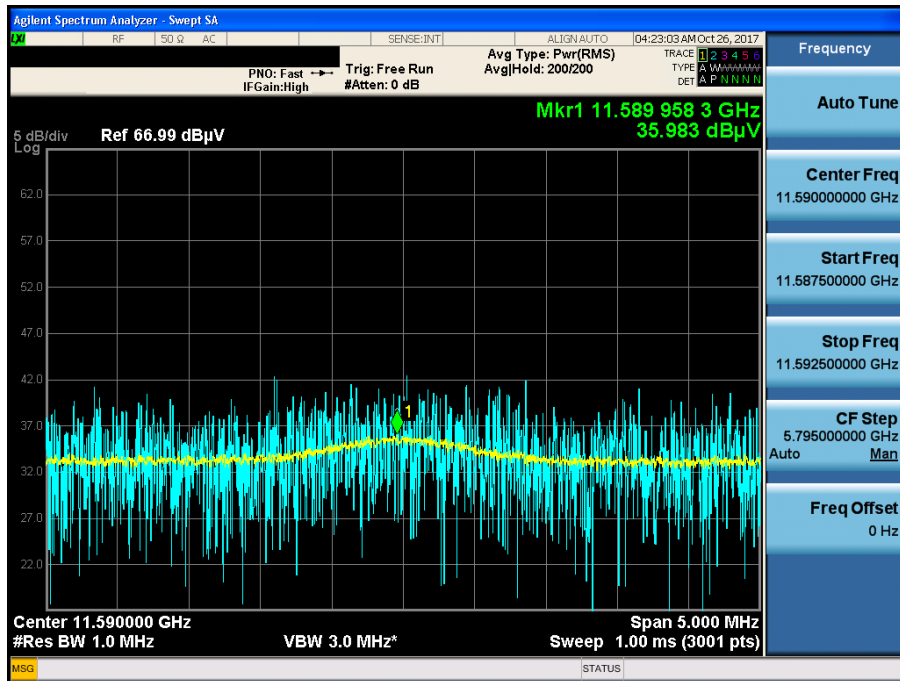 Agilent Spectrum Analyzer - Swept SA
LXI RF 50 Ω AC SENSE:INT ALIGN AUTO 04:23:03 AM Oct 26, 2017
PNO: Fast
IFGain:High
Trig: Free Run
#Atten: 0 dB
Avg Type: Pwr(RMS)
Avg|Hold: 200/200
TRACE 1 2 3 4 5 6
TYPE A WWWWW
DET A P N N N N
Mkr1 11.589 958 3 GHz
35.983 dBµV
5 dB/div Ref 66.99 dBµV
Log
62.0
57.0
52.0
47.0
42.0
37.0
32.0
27.0
22.0
1
Center 11.590000 GHz Span 5.000 MHz
#Res BW 1.0 MHz VBW 3.0 MHz* Sweep 1.00 ms (3001 pts)
MSG STATUS
Frequency
Auto Tune
Center Freq
11.590000000 GHz
Start Freq
11.587500000 GHz
Stop Freq
11.592500000 GHz
CF Step
5.795000000 GHz
Auto Man
Freq Offset
0 Hz